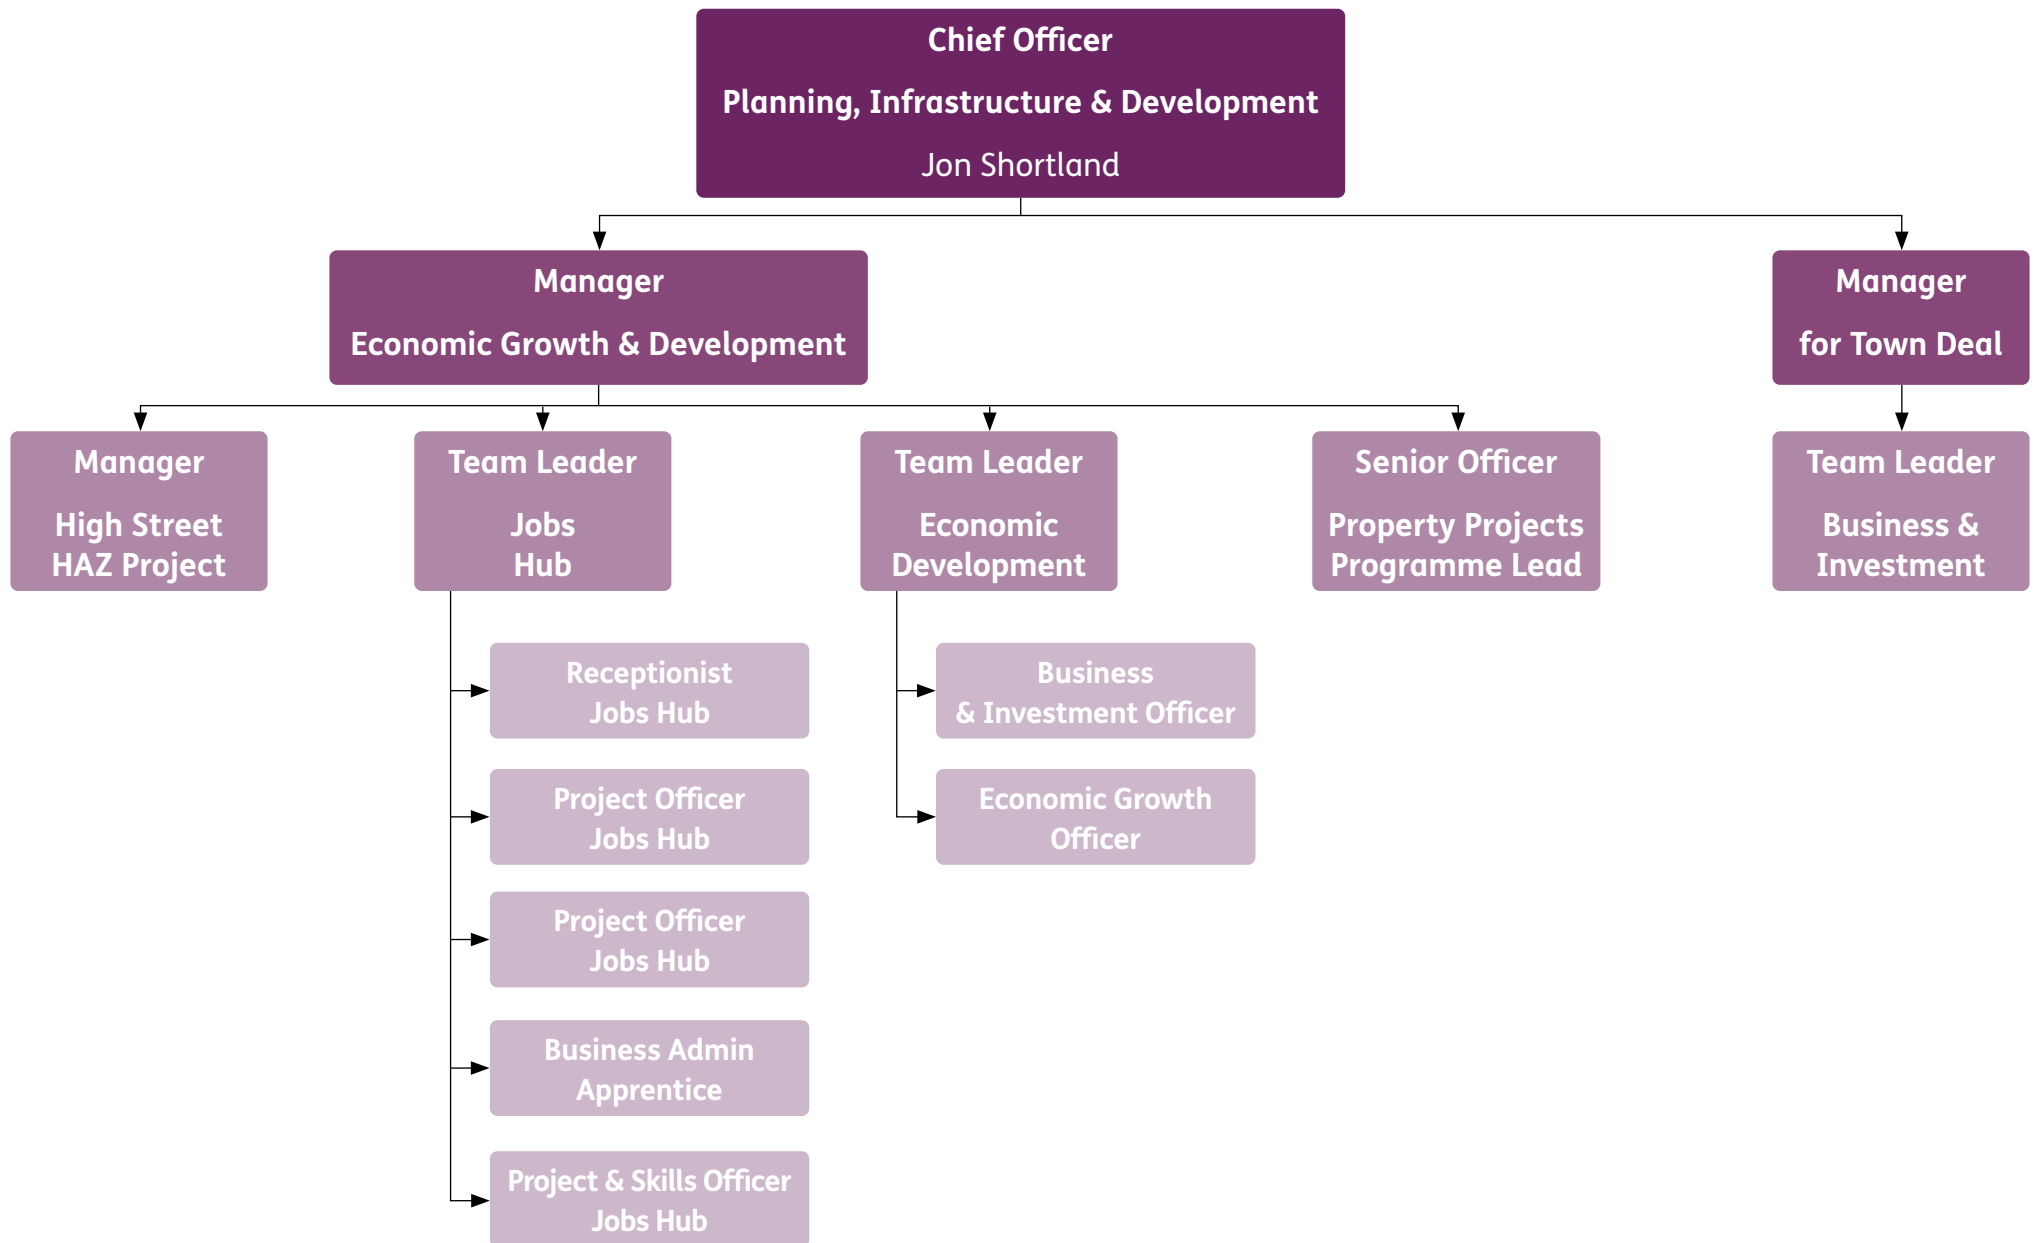 Chief Officer
Planning, Infrastructure & Development
Jon Shortland
Manager
Economic Growth & Development
Manager
for Town Deal
Manager
High Street
HAZ Project
Team Leader
Jobs
Hub
Team Leader
Economic
Development
Senior Officer
Property Projects
Programme Lead
Team Leader
Business &
Investment
Receptionist
Jobs Hub
Project Officer
Jobs Hub
Project Officer
Jobs Hub
Business Admin
Apprentice
Project & Skills Officer
Jobs Hub
Business
& Investment Officer
Economic Growth
Officer